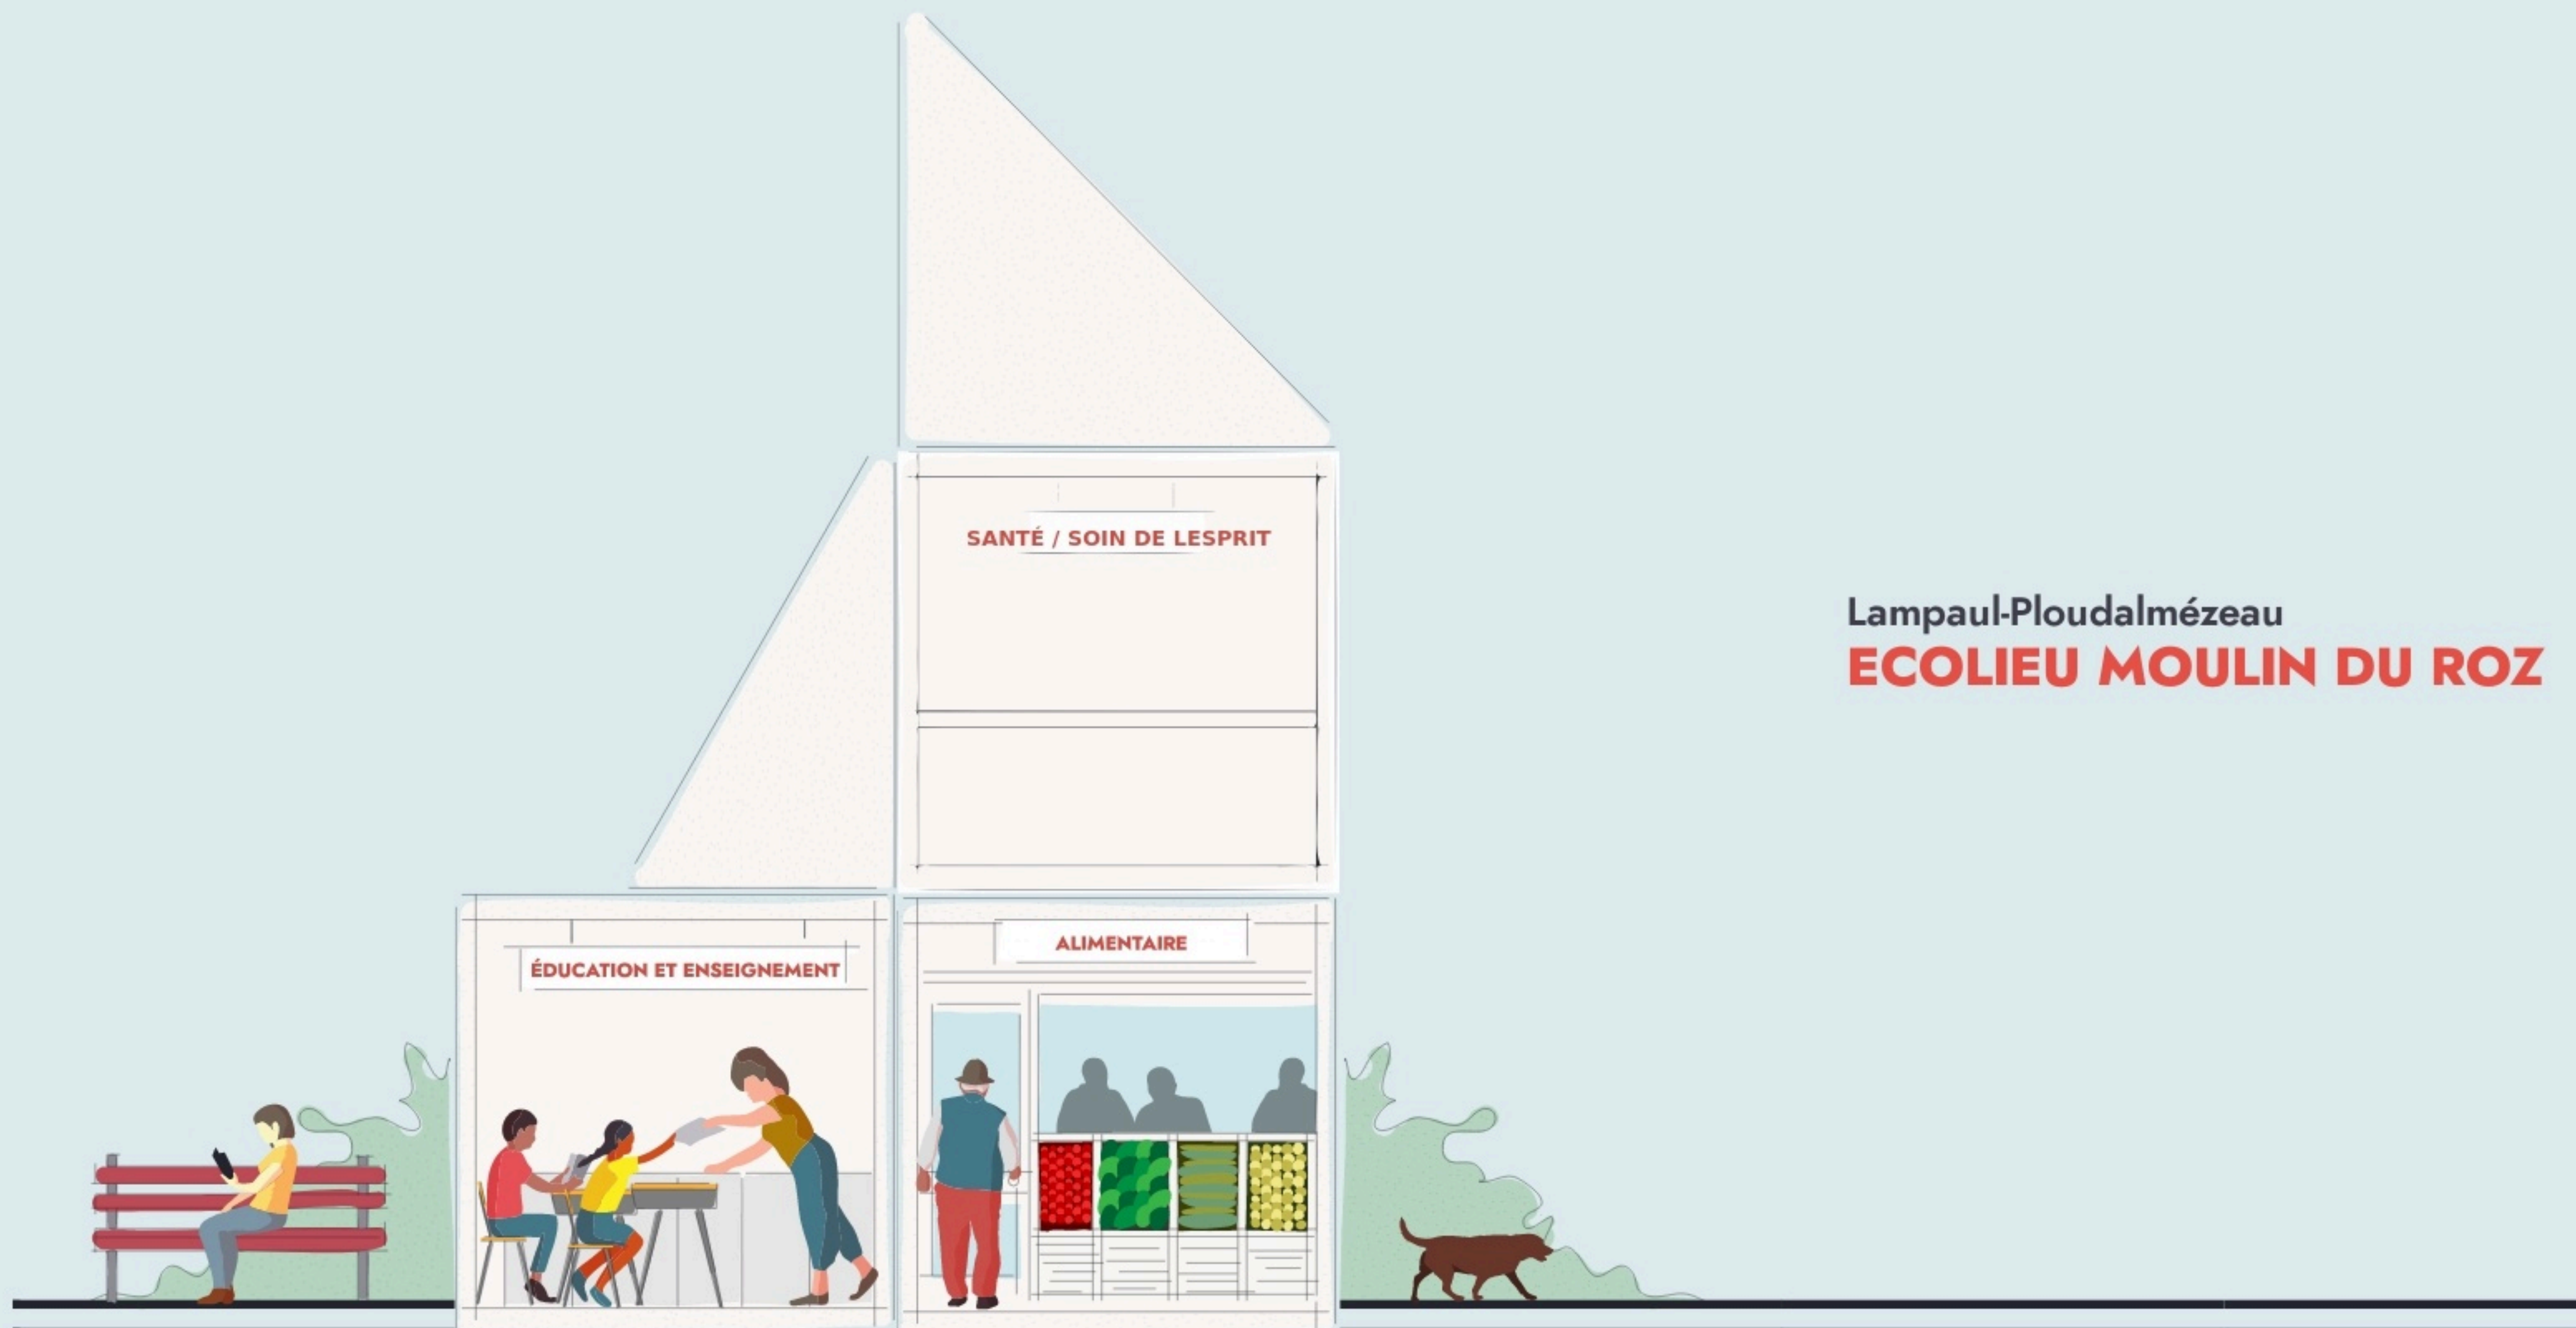 SANTÉ / SOIN DE LESPRIT
Lampaul-Ploudalmézeau
ECOLIEU MOULIN DU ROZ
ÉDUCATION ET ENSEIGNEMENT
ALIMENTAIRE